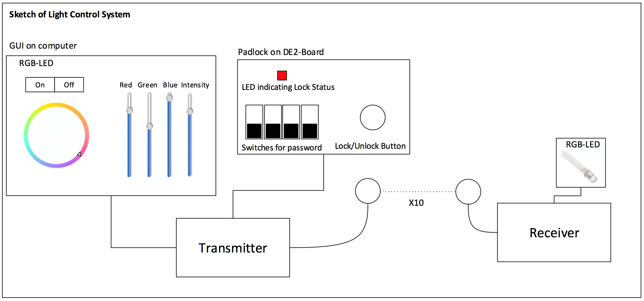 Sketch of Light Control System
GUI on computer
RGB-LED
On Off
Red Green Blue Intensity
Padlock on DE2-Board
LED indicating Lock Status
Switches for password
Lock/Unlock Button
Transmitter
X10
RGB-LED
Receiver